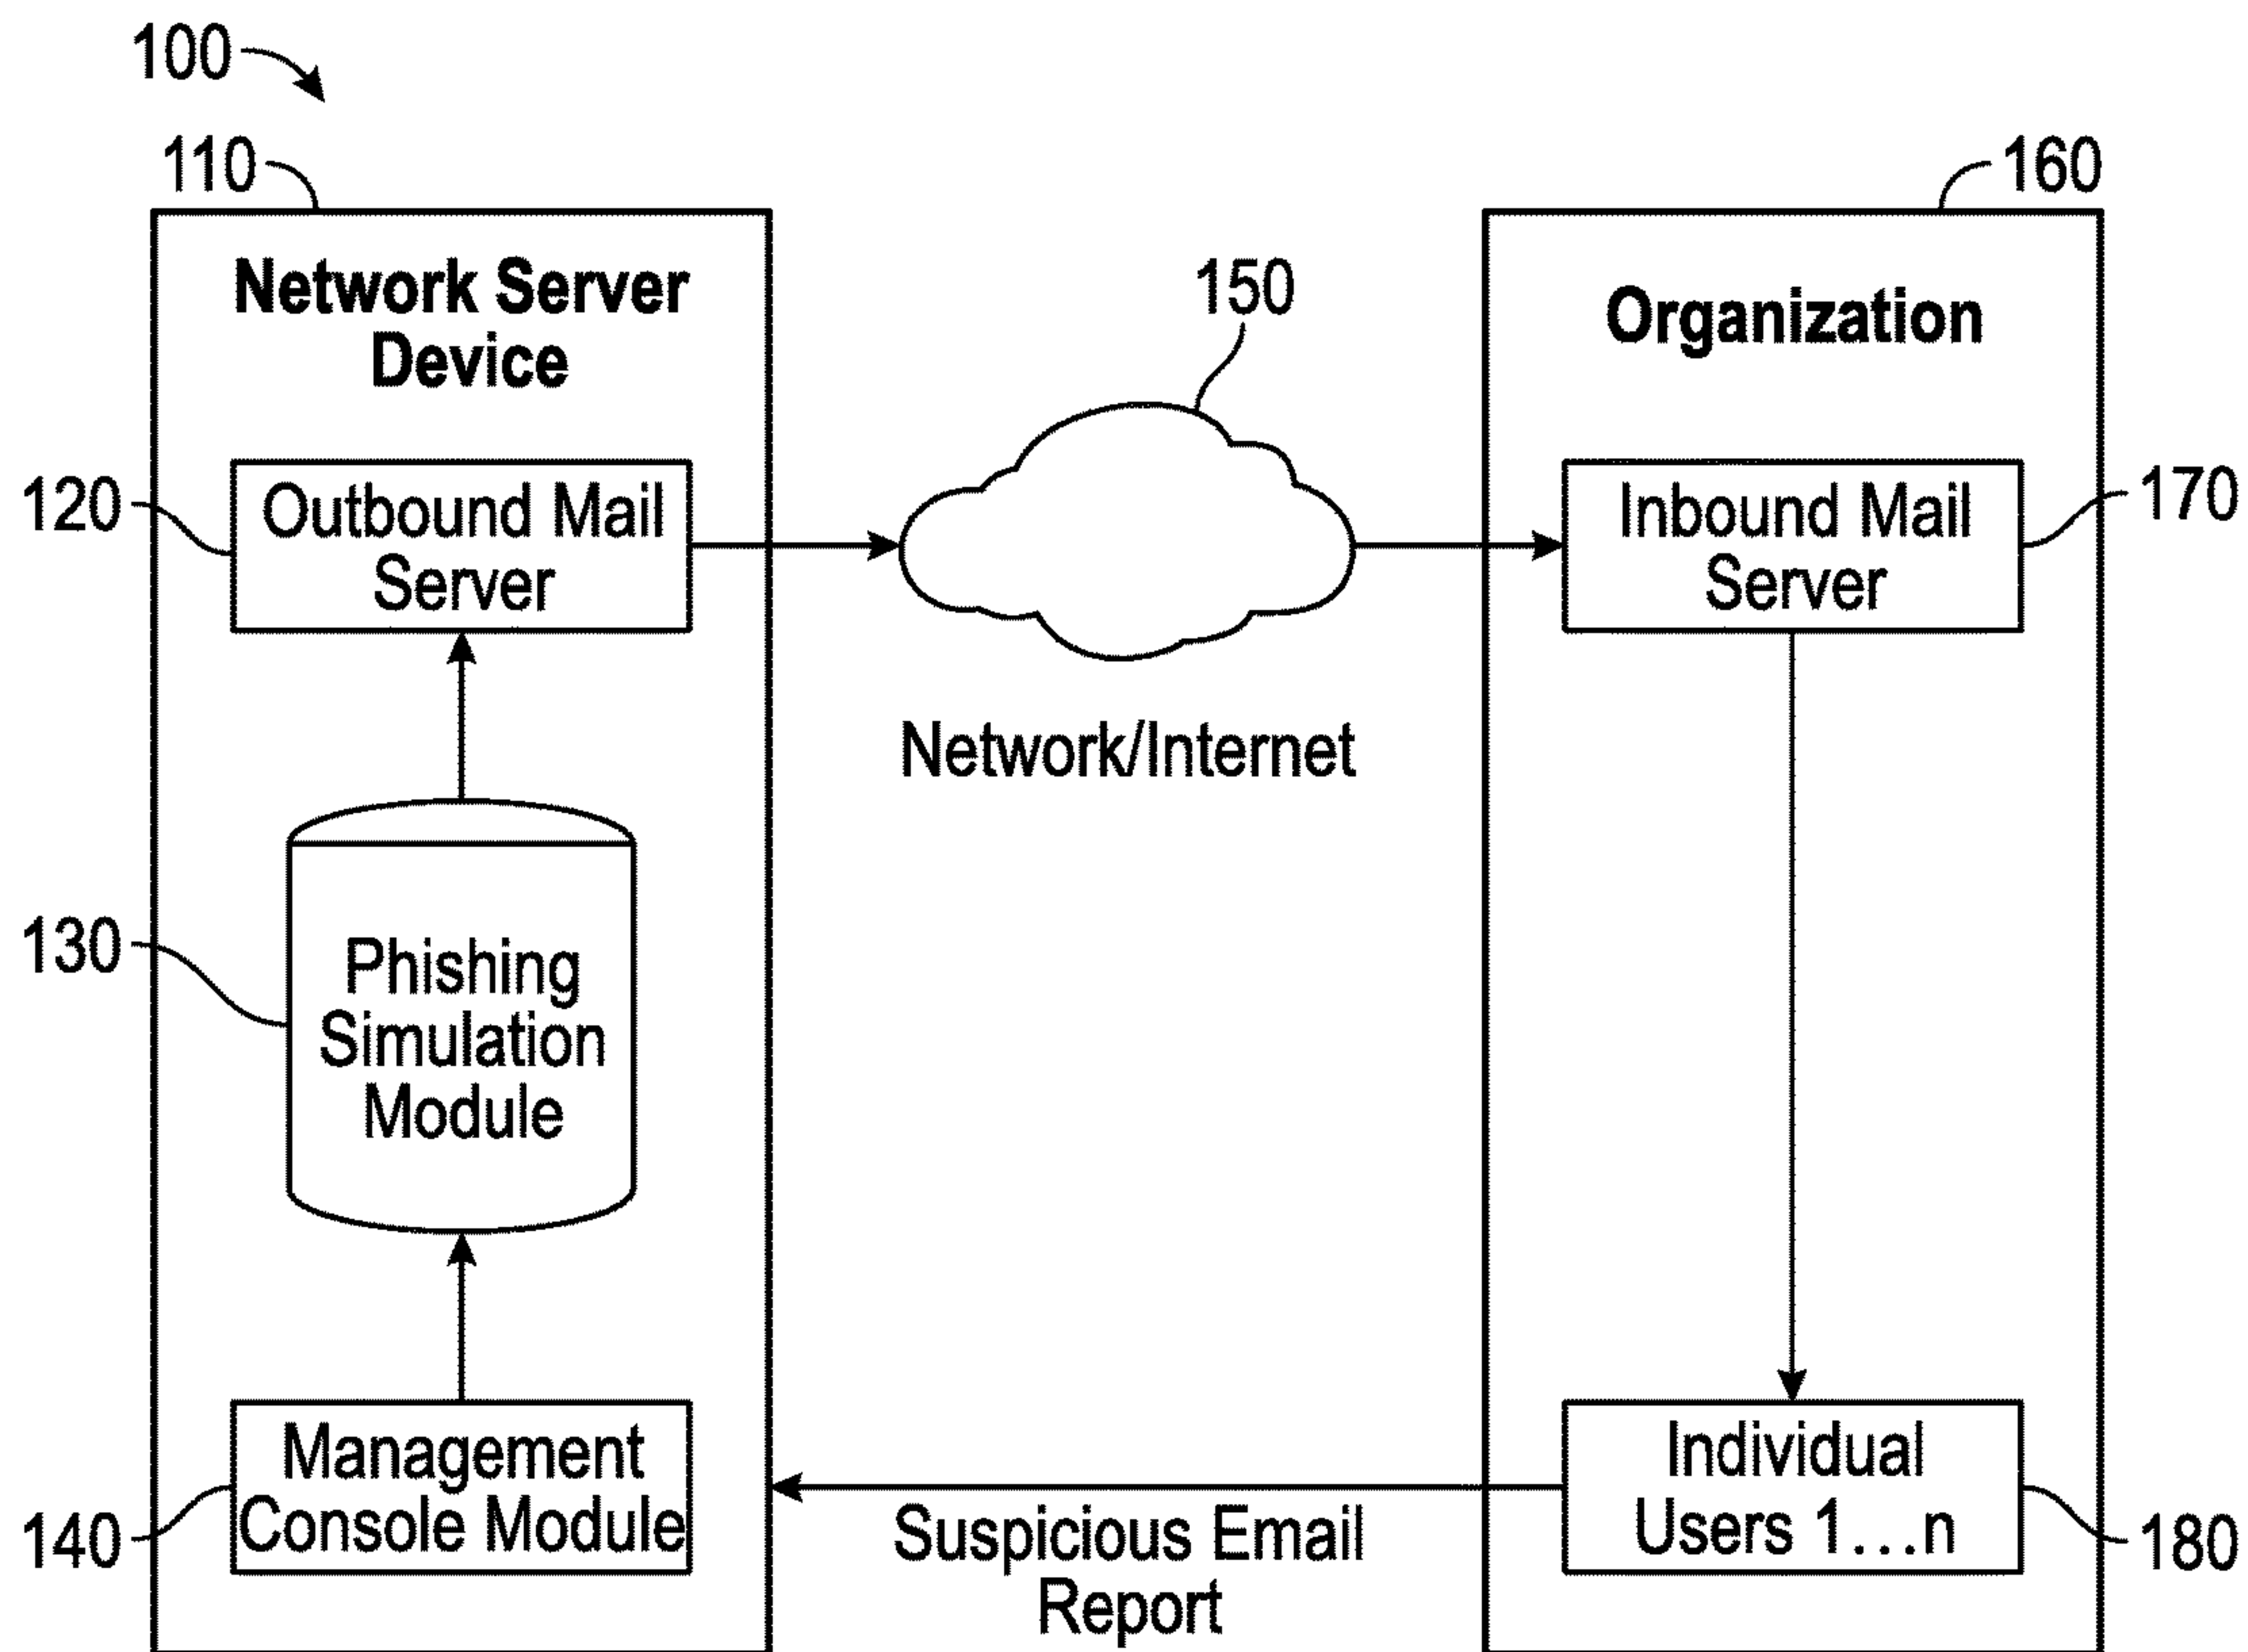 100
110
160
Network Server
Device
150
Organization
120
Outbound Mail
Server
Inbound Mail
Server
170
Network/Internet
130
Phishing
Simulation
Module
140
Management
Console Module
Suspicious Email
Report
Individual
Users 1...n
180